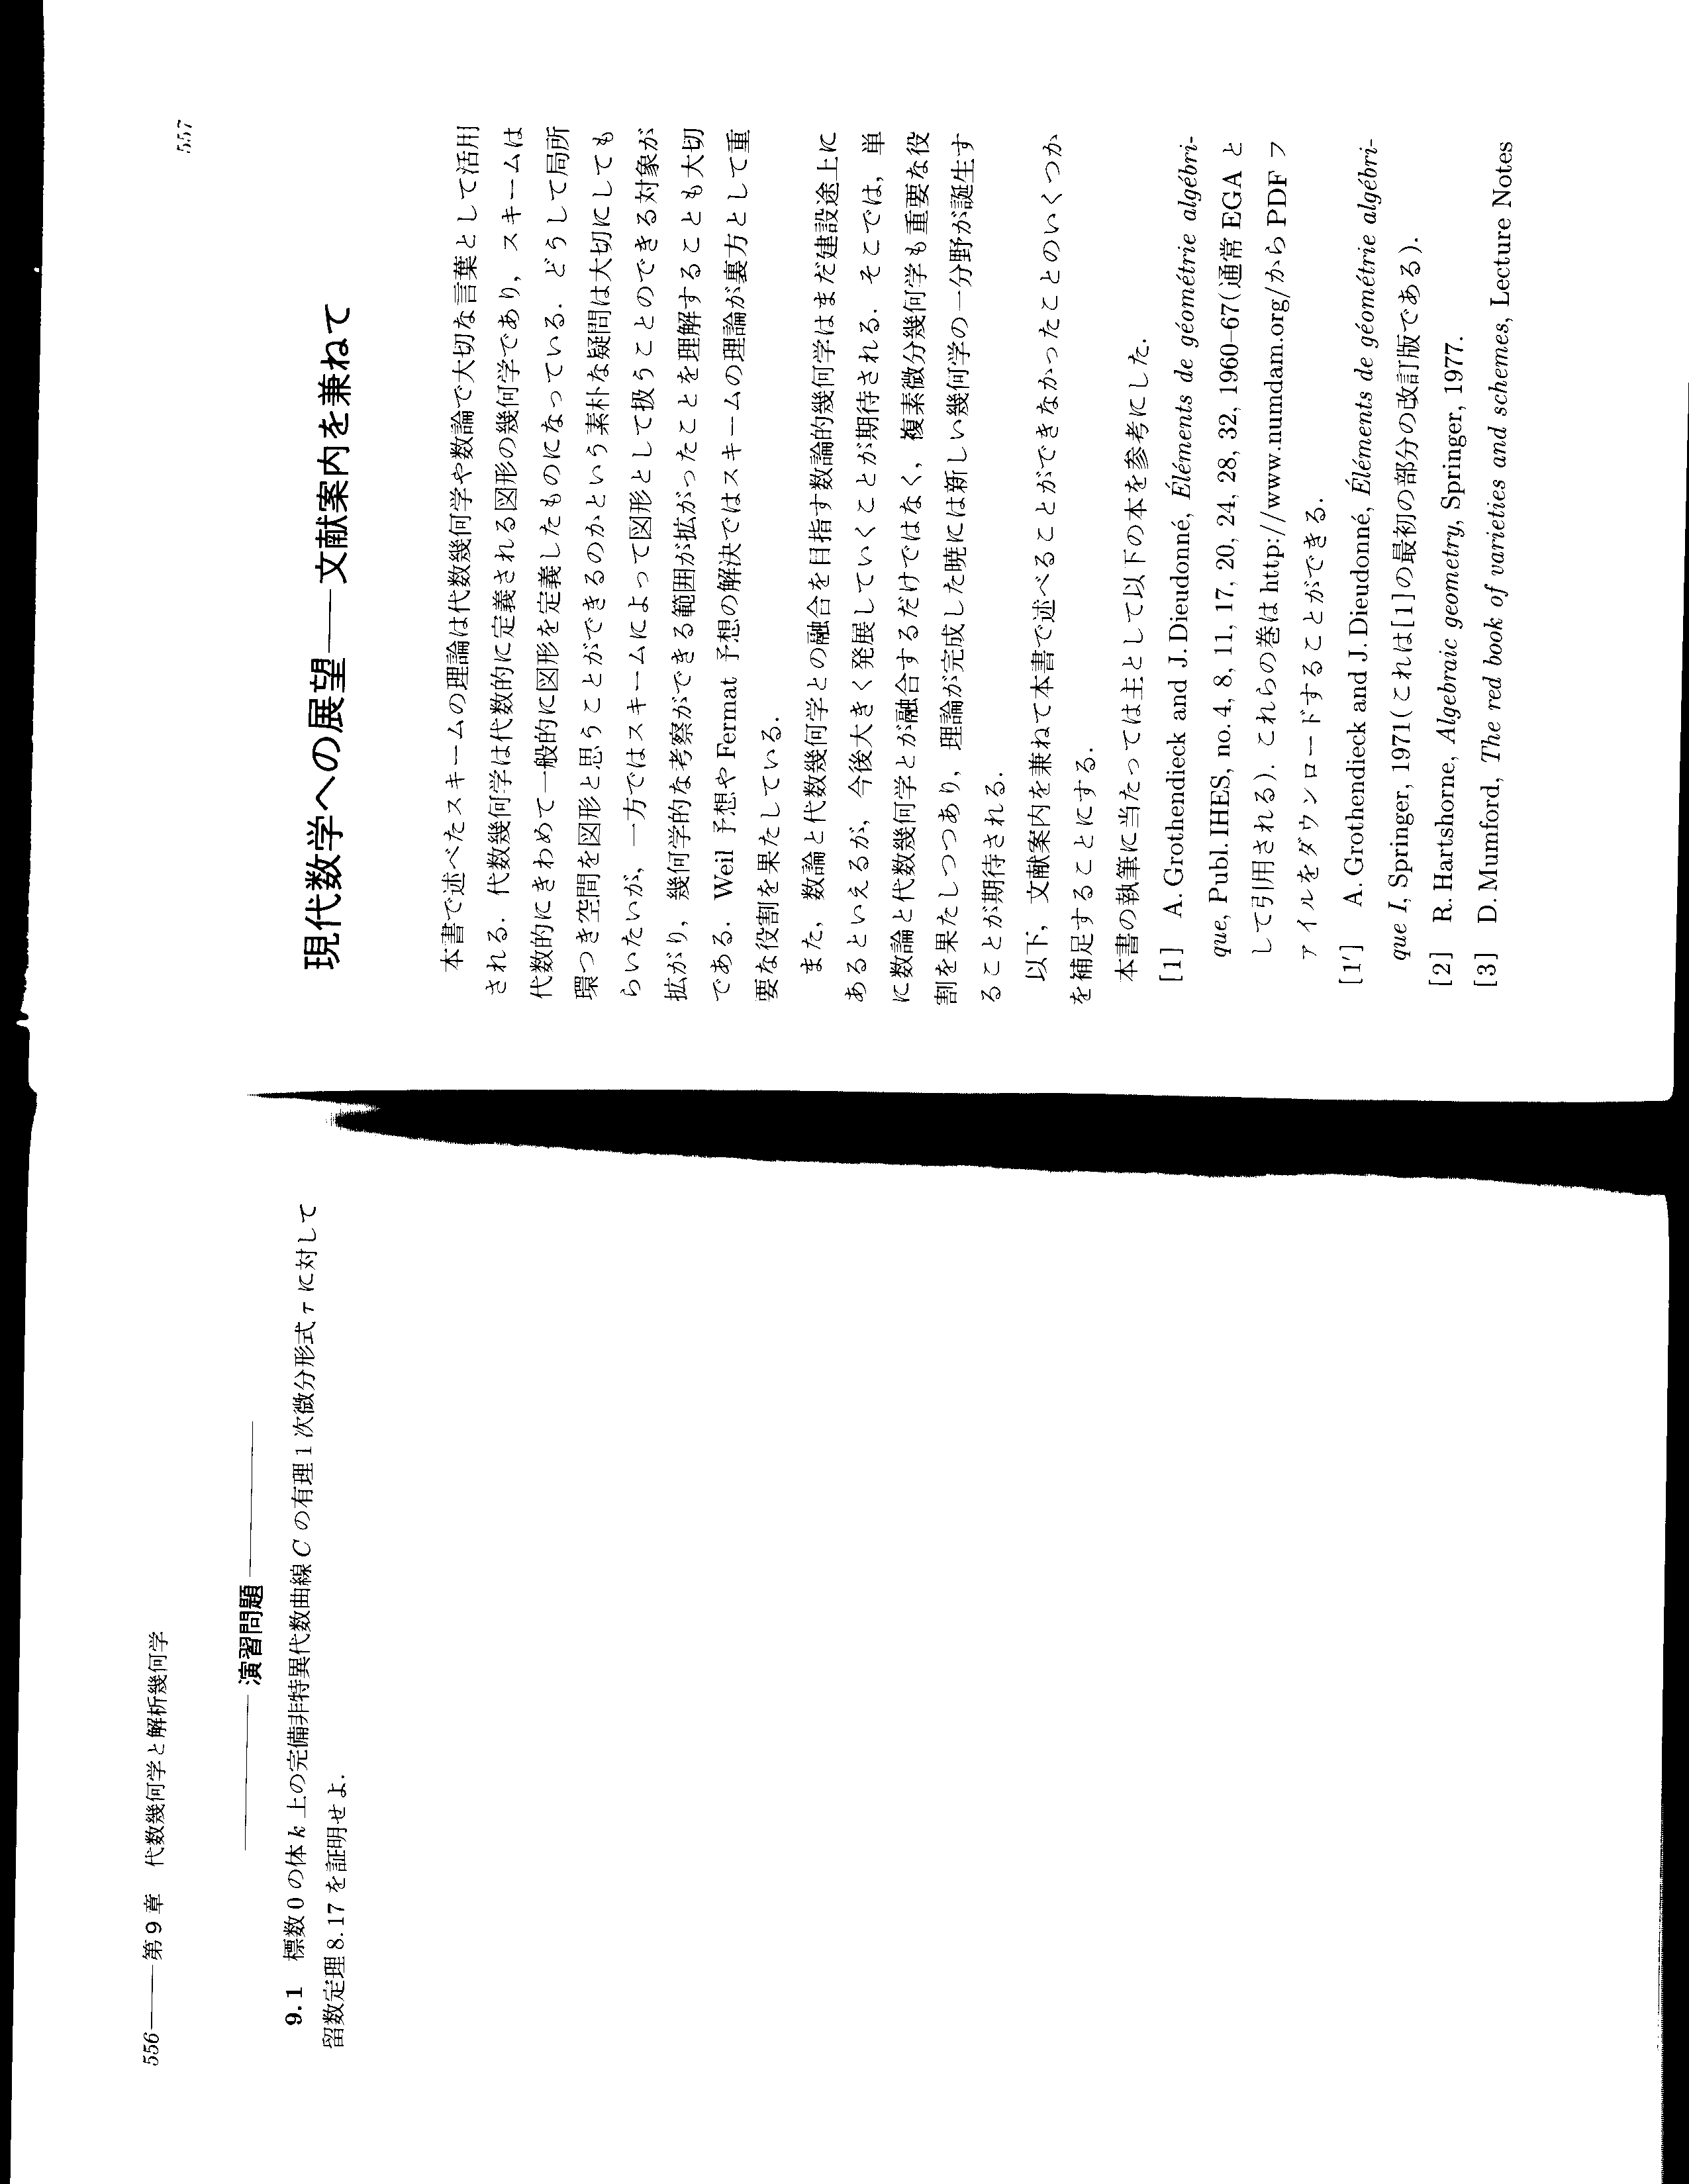 556——第9章　代数幾何学と解析幾何学
演習問題
9.1　標数 0 の体 k 上の完備非特異代数曲線 C の有理 1 次微分形式 τ に対して
留数定理 8.17 を証明せよ.
557
現代数学への展望——文献案内を兼ねて
本書で述べたスキームの理論は代数幾何学や数論で大切な言葉として活用
される. 代数幾何学は代数的に定義される図形の幾何学であり, スキームは
代数的にきわめて一般的に図形を定義したものになっている. どうして局所
環つき空間を図形と思うことができるのかという素朴な疑問は大切にしても
らいたいが, 一方ではスキームによって図形として扱うことのできる対象が
拡がり, 幾何学的な考察ができる範囲が拡がったことを理解することも大切
である. Weil 予想や Fermat 予想の解決ではスキームの理論が裏方として重
要な役割を果たしている.
また, 数論と代数幾何学との融合を目指す数論的幾何学はまだ建設途上に
あるといえるが, 今後大きく発展していくことが期待される. そこでは, 単
に数論と代数幾何学とが融合するだけではなく, 複素微分幾何学も重要な役
割を果たしつつあり, 理論が完成した暁には新しい幾何学の一分野が誕生す
ることが期待される.
以下, 文献案内を兼ねて本書で述べることができなかったことのいくつか
を補足することにする.
本書の執筆に当たっては主として以下の本を参考にした.
[1]　A. Grothendieck and J. Dieudonné, Éléments de géométrie algébri-
que, Publ. IHES, no. 4, 8, 11, 17, 20, 24, 28, 32, 1960–67(通常 EGA と
して引用される). これらの巻は http://www.numdam.org/から PDF フ
ァイルをダウンロードすることができる.
[1′]　A. Grothendieck and J. Dieudonné, Éléments de géométrie algébri-
que I, Springer, 1971(これは[1]の最初の部分の改訂版である).
[2]　R. Hartshorne, Algebraic geometry, Springer, 1977.
[3]　D. Mumford, The red book of varieties and schemes, Lecture Notes